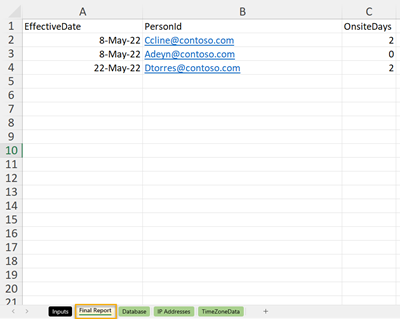 A B C
1 EffectiveDate PersonId OnsiteDays
2 8-May-22 Ccline@contoso.com 2
3 8-May-22 Adeyn@contoso.com 0
4 22-May-22 Dtorres@contoso.com 2
5
6
7
8
9
10
11
12
13
14
15
16
17
18
19
20
21
Inputs Final Report Database IP Addresses TimeZoneData +